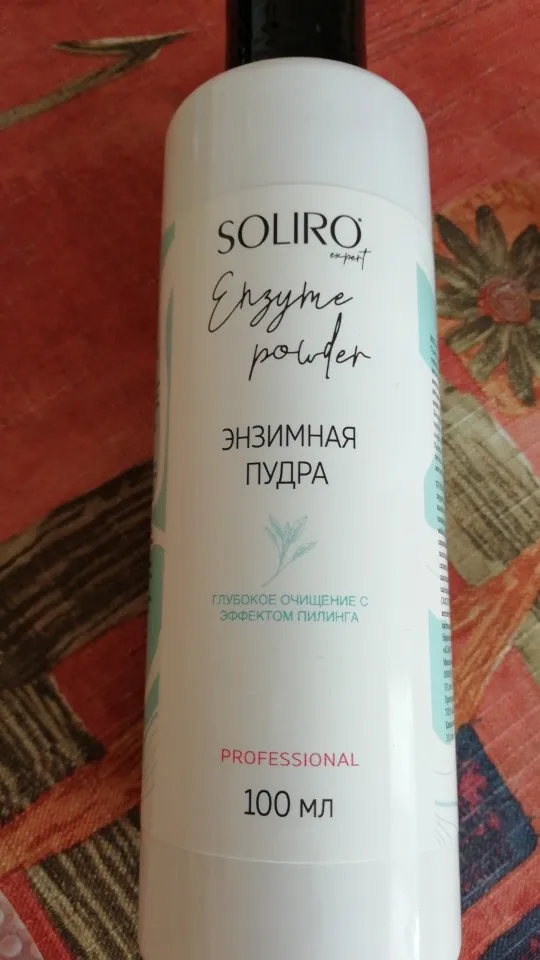 SOLIRO®
expert
Enzyme
powder
ЭНЗИМНАЯ
ПУДРА
ГЛУБОКОЕ ОЧИЩЕНИЕ С
ЭФФЕКТОМ ПИЛИНГА
PROFESSIONAL
100 мл